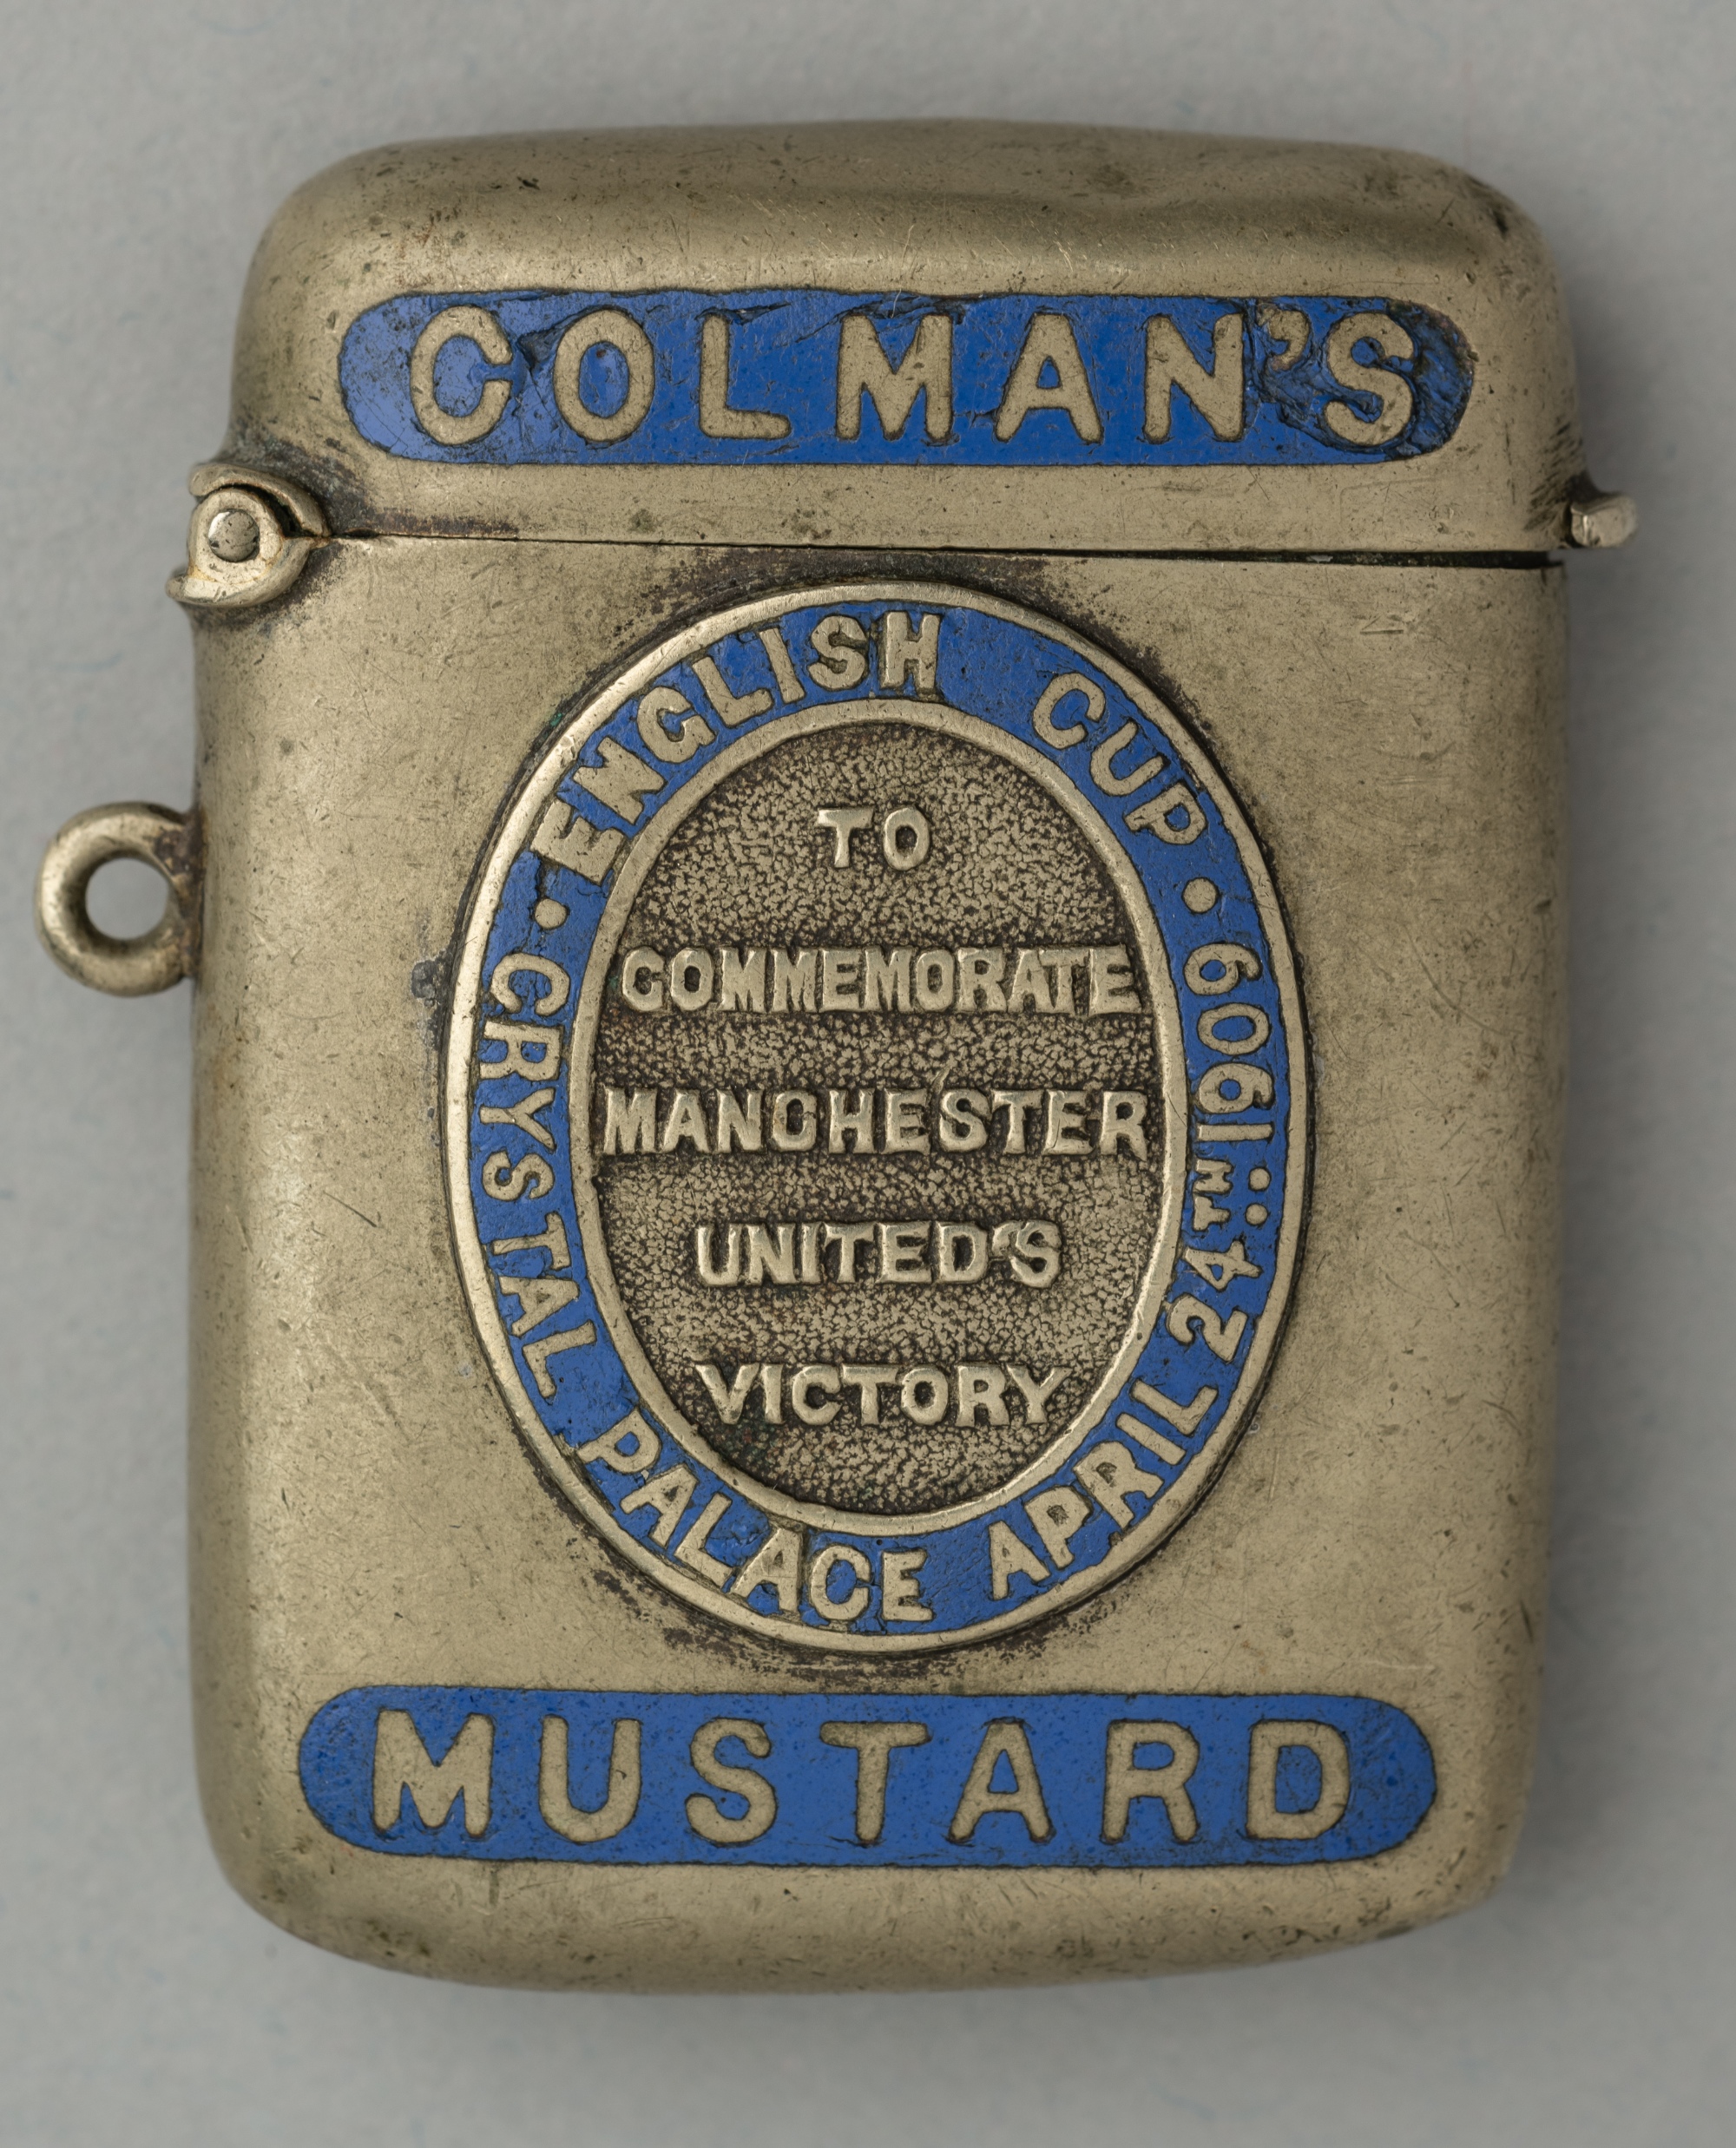 COLMAN'S
ENGLISH CUP • 1909 • CRYSTAL PALACE APRIL 24TH
TO
COMMEMORATE
MANCHESTER
UNITED'S
VICTORY
MUSTARD